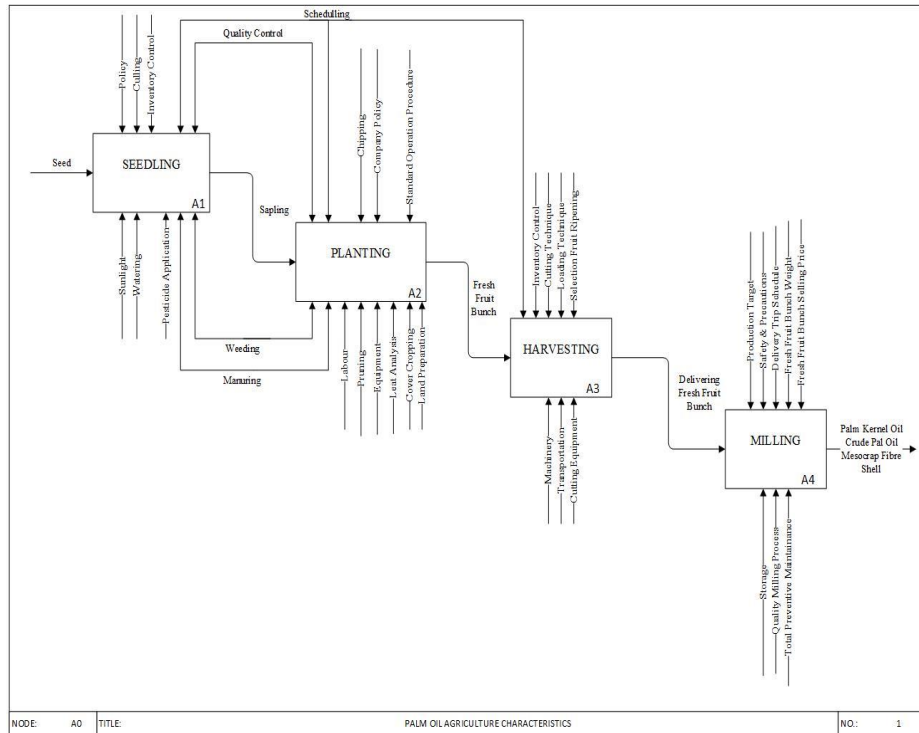 Schedulling
Quality Control
Policy
Culling
Inventory Control
Seed
SEEDLING
A1
Sunlight
Watering
Pesticide Application
Sapling
Chipping
Company Policy
Standard Operation Procedure
PLANTING
A2
Weeding
Manuring
Labour
Pruning
Equipment
Leat Analysis
Cover Cropping
Land Preparation
Fresh
Fruit
Bunch
Inventory Control
Cutting Technique
Loading Technique
Selection Fruit Ripening
HARVESTING
A3
Machinery
Transportation
Cutting Equipment
Delivering
Fresh Fruit
Bunch
Production Target
Safety & Precautions
Delivery Trip Schedule
Fresh Fruit Bunch Weight
Fresh Fruit Bunch Selling Price
MILLING
A4
Palm Kernel Oil
Crude Pal Oil
Mesocrap Fibre
Shell
Storage
Quality Milling Process
Total Preventive Maintainance
NODE: A0 TITLE: PALM OIL AGRICULTURE CHARACTERISTICS NO.: 1